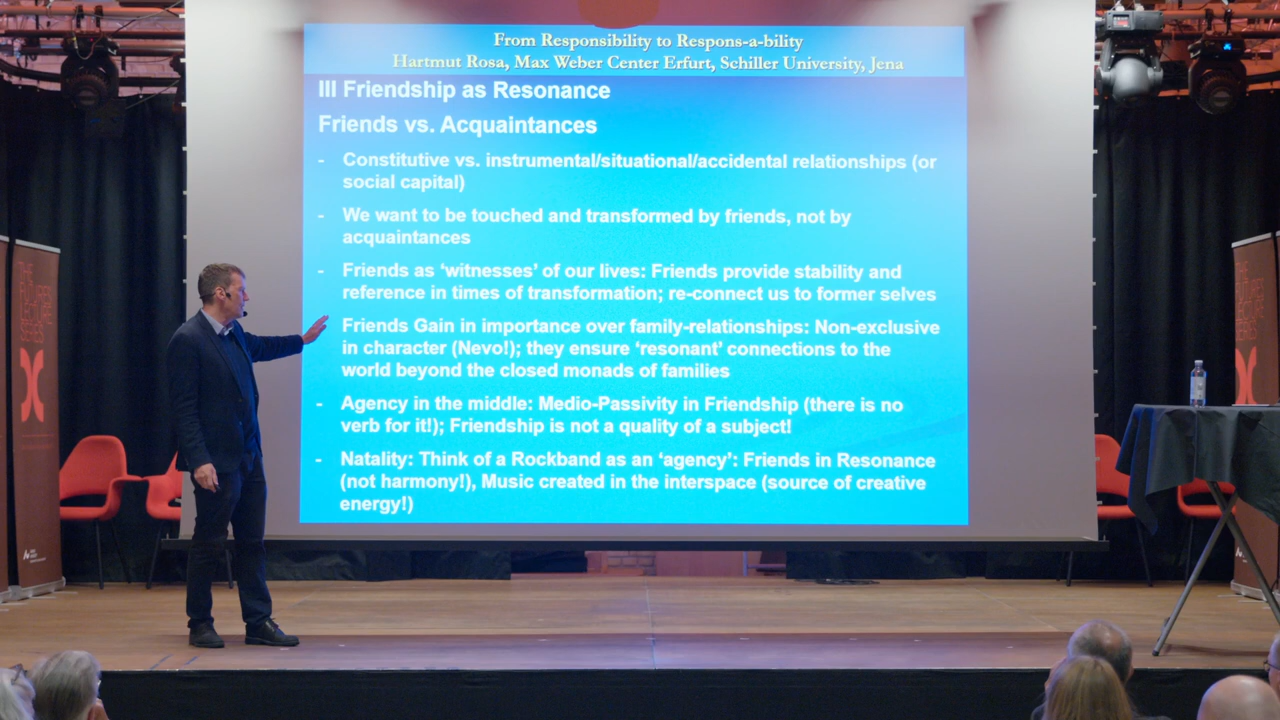 From Responsibility to Respons-a-bility
Hartmut Rosa, Max Weber Center Erfurt, Schiller University, Jena
III Friendship as Resonance
Friends vs. Acquaintances
- Constitutive vs. instrumental/situational/accidental relationships (or
social capital)
- We want to be touched and transformed by friends, not by
acquaintances
- Friends as ‘witnesses’ of our lives: Friends provide stability and
reference in times of transformation; re-connect us to former selves
Friends Gain in importance over family-relationships: Non-exclusive
in character (Nevo!); they ensure ‘resonant’ connections to the
world beyond the closed monads of families
- Agency in the middle: Medio-Passivity in Friendship (there is no
verb for it!); Friendship is not a quality of a subject!
- Natality: Think of a Rockband as an ‘agency’: Friends in Resonance
(not harmony!), Music created in the interspace (source of creative
energy!)